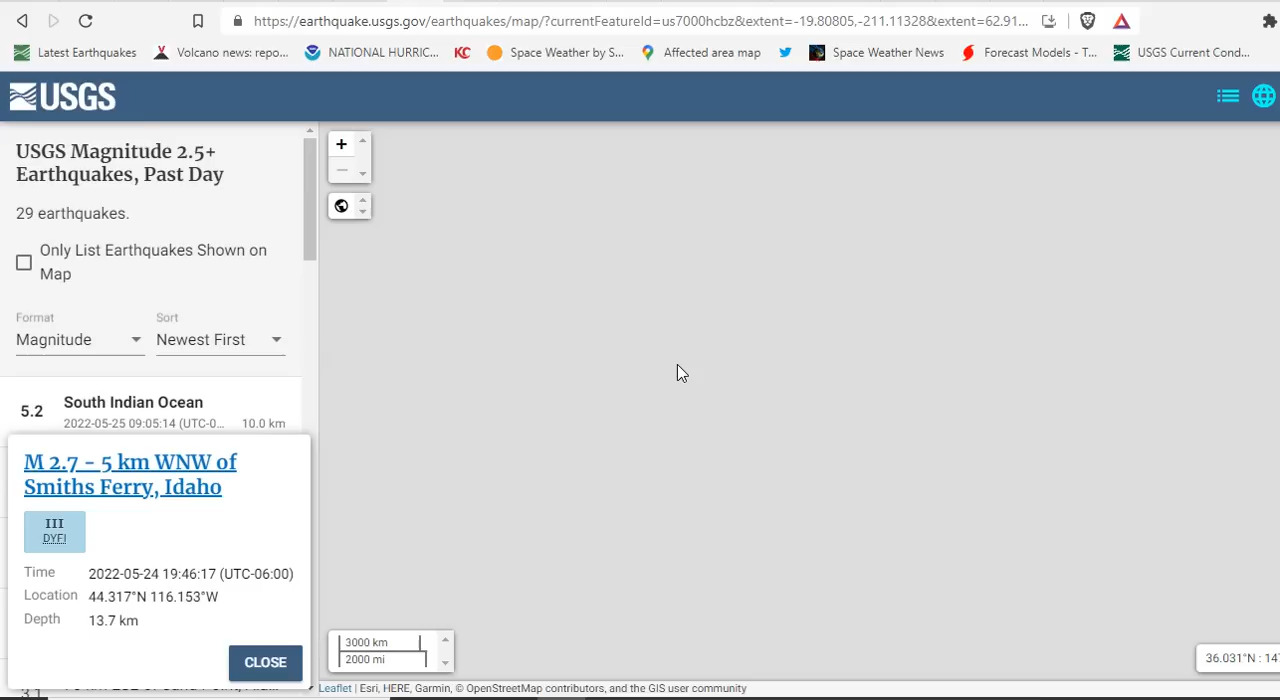 https://earthquake.usgs.gov/earthquakes/map/?currentFeatureId=us7000hcbz&extent=-19.80805,-211.11328&extent=62.91...
Latest Earthquakes
Volcano news: repo...
NATIONAL HURRIC...
KC
Space Weather by S...
Affected area map
Space Weather News
Forecast Models - T...
USGS Current Cond...
USGS
USGS Magnitude 2.5+
Earthquakes, Past Day
29 earthquakes.
Only List Earthquakes Shown on
Map
Format
Magnitude
Sort
Newest First
5.2
South Indian Ocean
2022-05-25 09:05:14 (UTC-0...
10.0 km
M 2.7 - 5 km WNW of
Smiths Ferry, Idaho
III
DYFI
Time
2022-05-24 19:46:17 (UTC-06:00)
Location
44.317°N 116.153°W
Depth
13.7 km
CLOSE
+
−
3000 km
2000 mi
36.031°N : 147
Leaflet | Esri, HERE, Garmin, © OpenStreetMap contributors, and the GIS user community
3.1